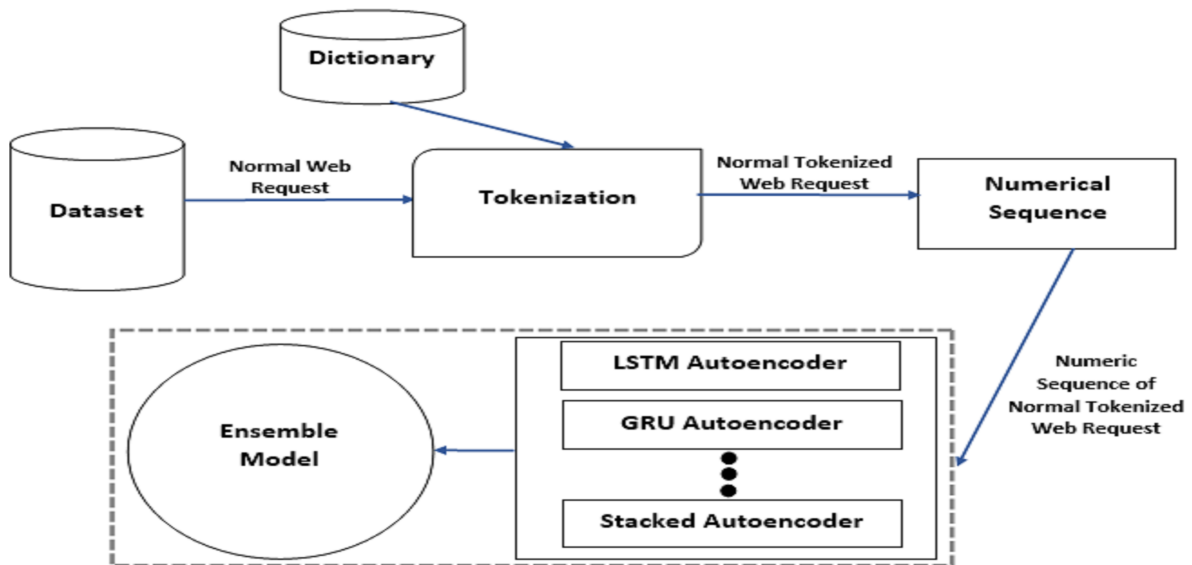 Dictionary
Dataset
Normal Web
Request
Tokenization
Normal Tokenized
Web Request
Numerical
Sequence
Numeric
Sequence of
Normal Tokenized
Web Request
LSTM Autoencoder
GRU Autoencoder
Stacked Autoencoder
Ensemble
Model